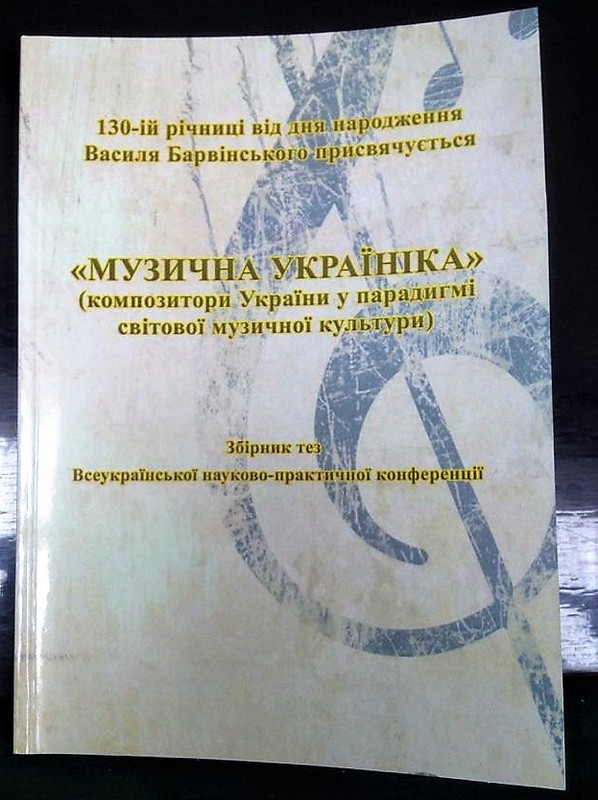 130-ій річниці від дня народження
Василя Барвінського присвячується
«МУЗИЧНА УКРАЇНІКА»
(композитори України у парадигмі
світової музичної культури)
Збірник тез
Всеукраїнської науково-практичної конференції